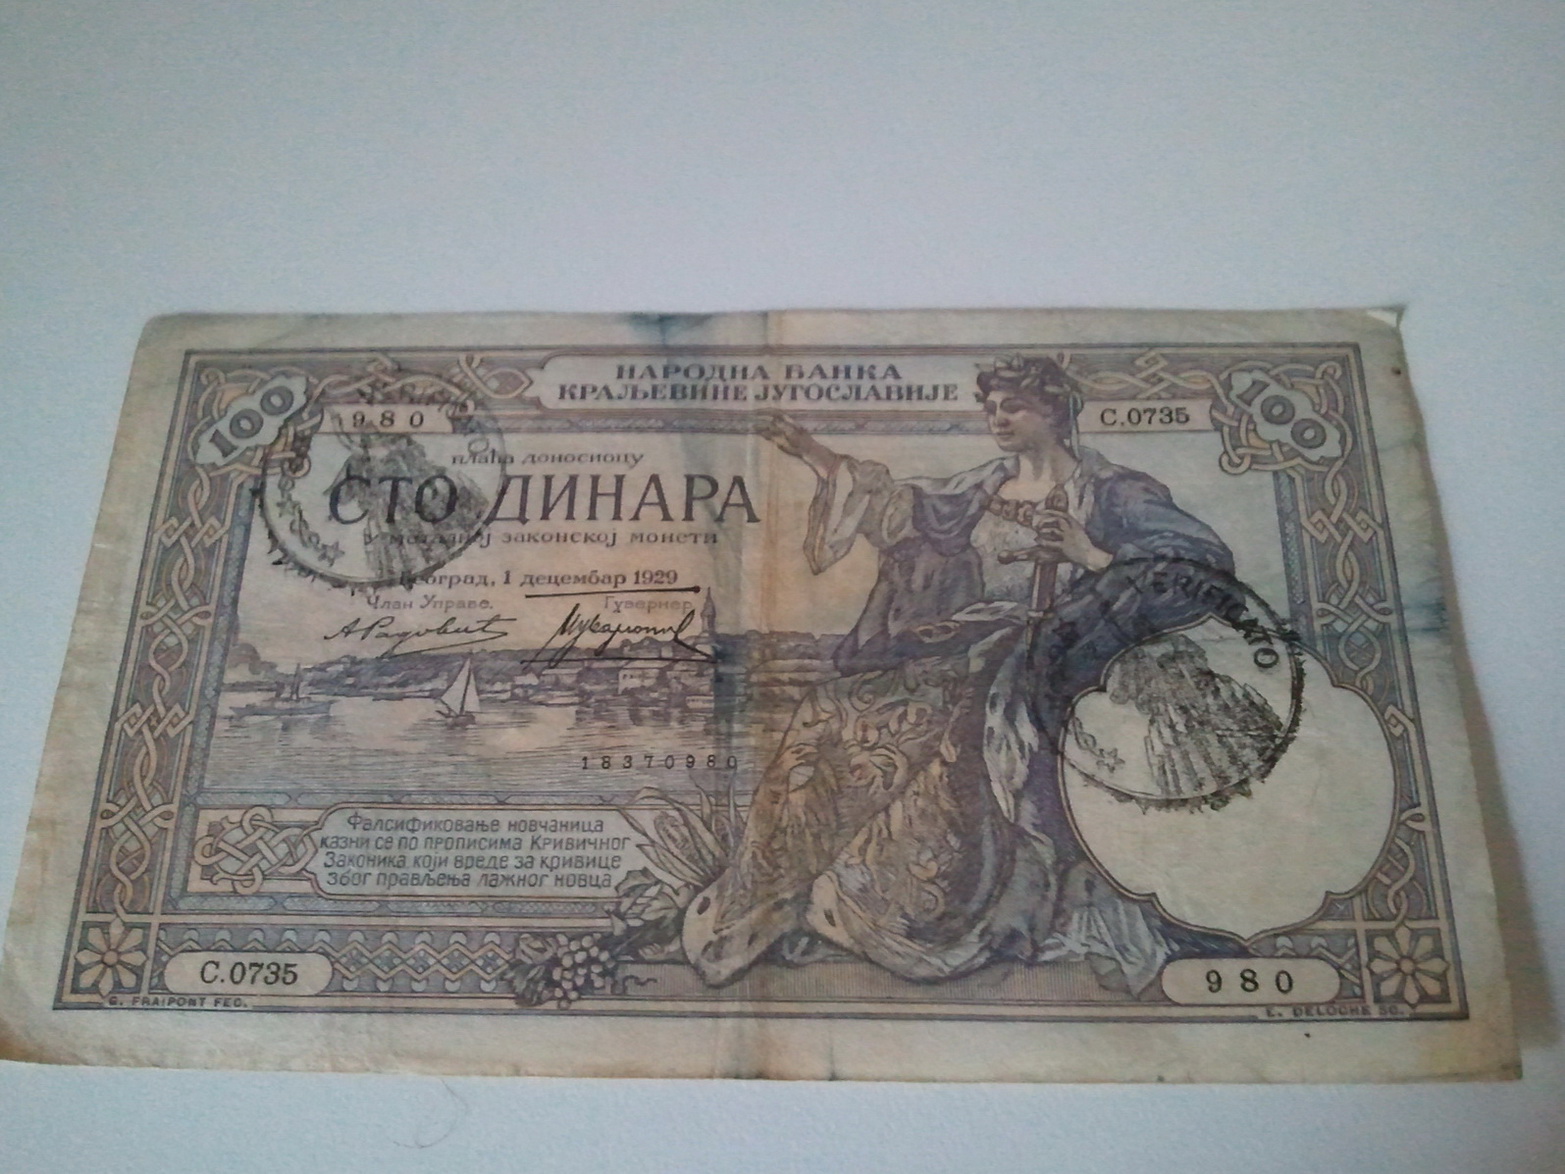 НАРОДНА БАНКА
КРАЉЕВИНЕ ЈУГОСЛАВИЈЕ
100
100
980
С.0735
плаћа доносиоцу
СТО ДИНАРА
у металној законској монети
Београд, 1 децембар 1929
Члан Управе.
Гувернер
VERIFICATO
18370980
Фалсификовање новчаница
казни се по прописима Кривичног
Законика који вреде за кривице
због прављења лажног новца
С.0735
980
G. FRAIPONT FEC.
E. DELOCHE SC.